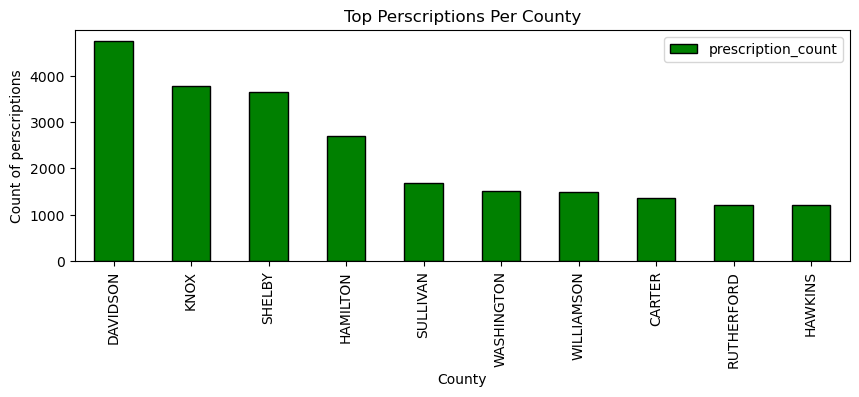 Top Perscriptions Per County
prescription_count
Count of perscriptions
4000
3000
2000
1000
0
DAVIDSON
KNOX
SHELBY
HAMILTON
SULLIVAN
WASHINGTON
WILLIAMSON
CARTER
RUTHERFORD
HAWKINS
County